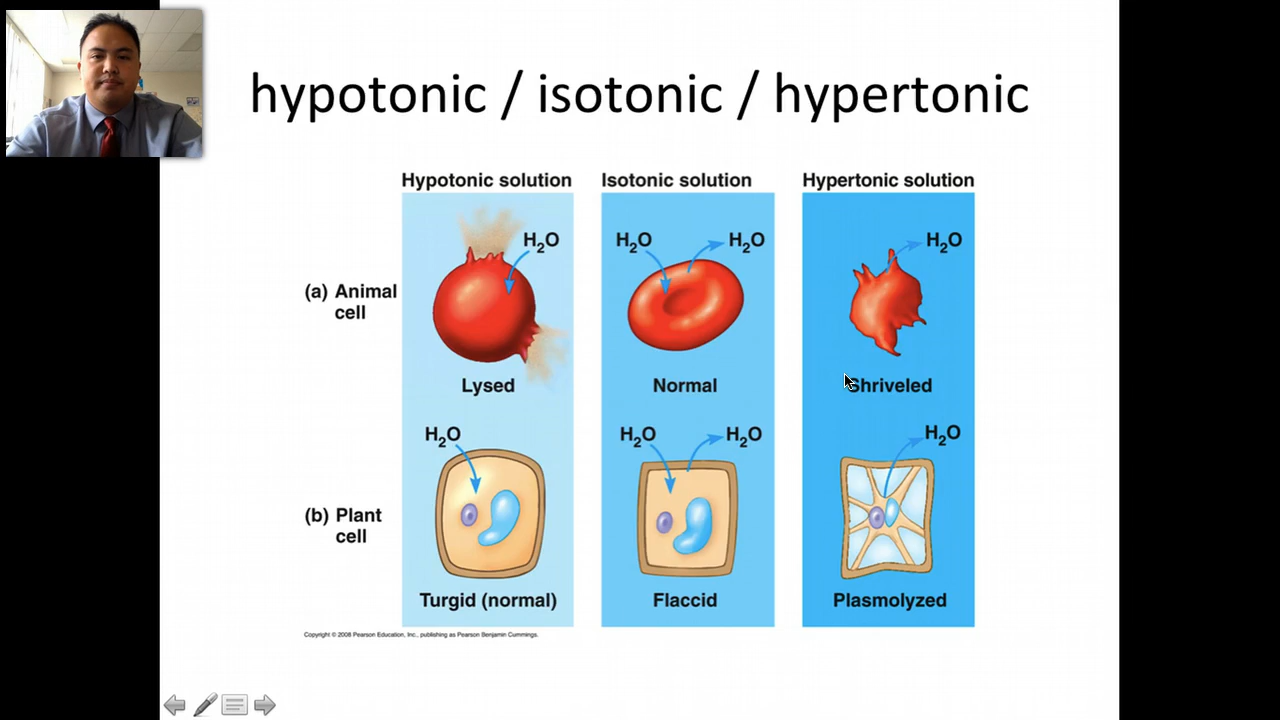 hypotonic / isotonic / hypertonic
Hypotonic solution
Isotonic solution
Hypertonic solution
(a) Animal
cell
H₂O
H₂O
H₂O
H₂O
Lysed
Normal
Shriveled
(b) Plant
cell
H₂O
H₂O
H₂O
H₂O
Turgid (normal)
Flaccid
Plasmolyzed
Copyright © 2008 Pearson Education, Inc., publishing as Pearson Benjamin Cummings.